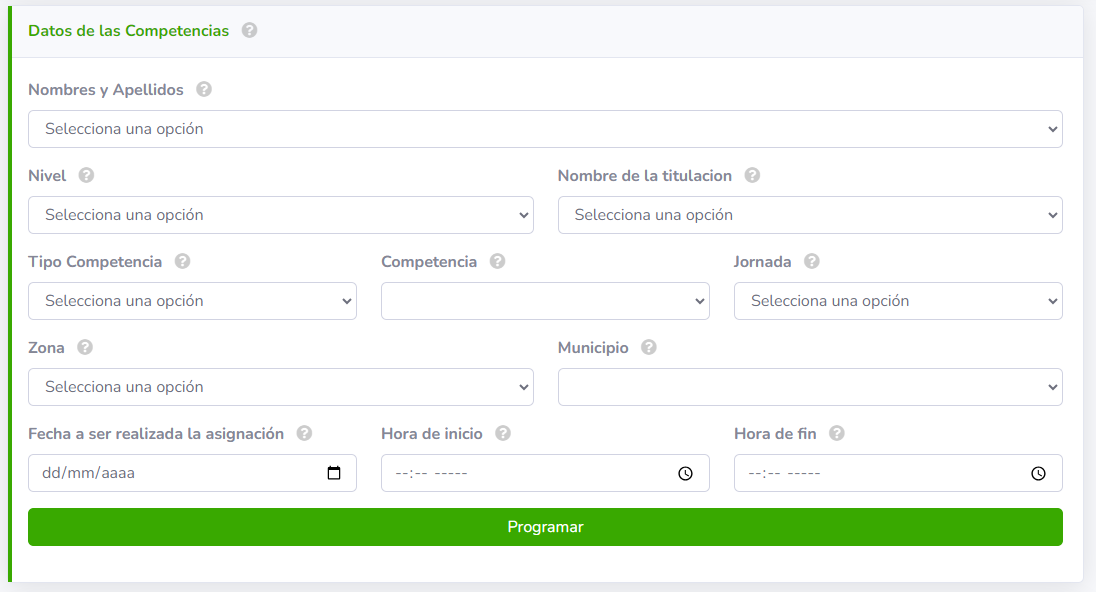 Datos de las Competencias ?
Nombres y Apellidos ?
Selecciona una opción
Nivel ? Nombre de la titulacion ?
Selecciona una opción Selecciona una opción
Tipo Competencia ? Competencia ? Jornada ?
Selecciona una opción Selecciona una opción
Zona ? Municipio ?
Selecciona una opción
Fecha a ser realizada la asignación ? Hora de inicio ? Hora de fin ?
dd/mm/aaaa --:-- ----- --:-- -----
Programar